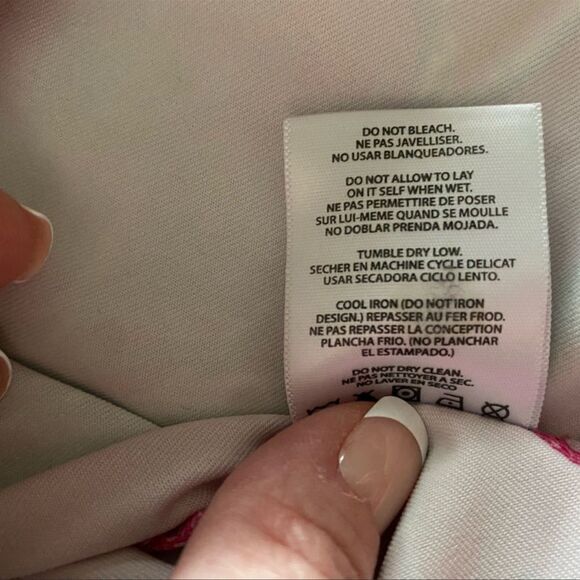 DO NOT BLEACH.
NE PAS JAVELLISER.
NO USAR BLANQUEADORES.
DO NOT ALLOW TO LAY
ON IT SELF WHEN WET.
NE PAS PERMETTIRE DE POSER
SUR LUI-MEME QUAND SE MOULLE
NO DOBLAR PRENDA MOJADA.
TUMBLE DRY LOW.
SECHER EN MACHINE CYCLE DELICAT
USAR SECADORA CICLO LENTO.
COOL IRON (DO NOT IRON
DESIGN.) REPASSER AU FER FROD.
NE PAS REPASSER LA CONCEPTION
PLANCHA FRIO. (NO PLANCHAR
EL ESTAMPADO.)
DO NOT DRY CLEAN.
NE PAS NETTOYER A SEC.
NO LAVER EN SECO